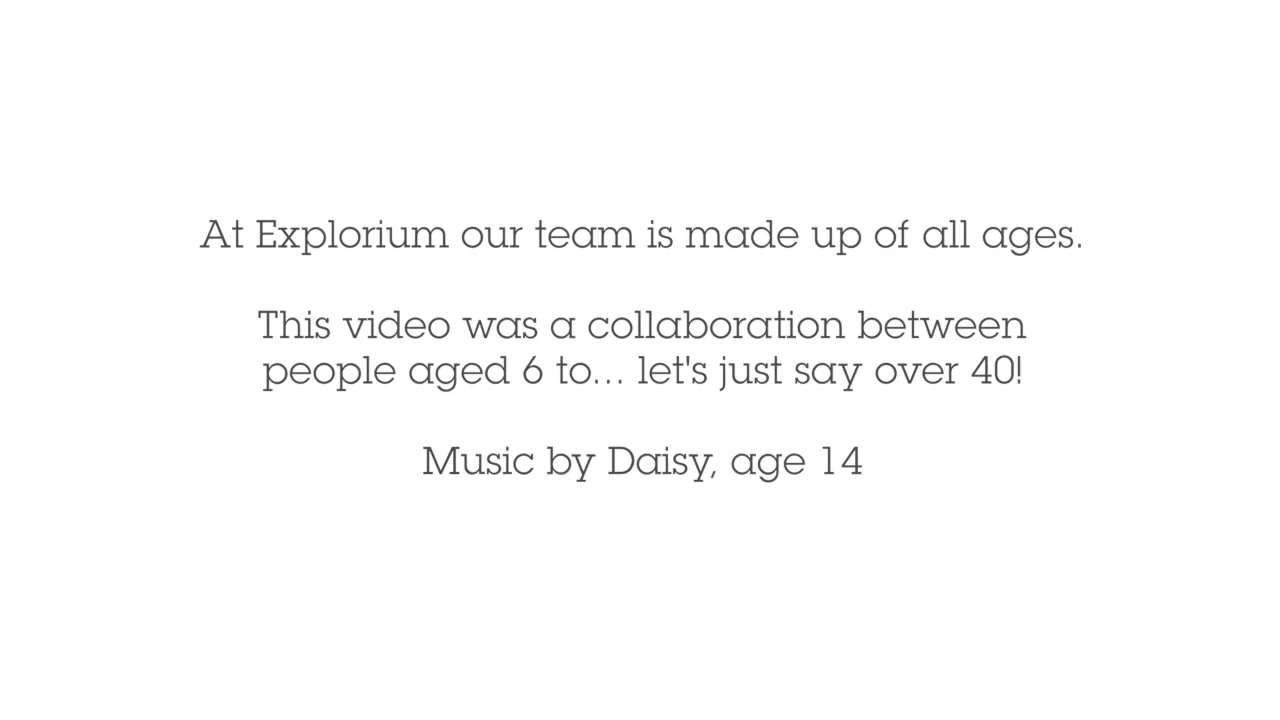 At Explorium our team is made up of all ages.
This video was a collaboration between
people aged 6 to... let's just say over 40!
Music by Daisy, age 14